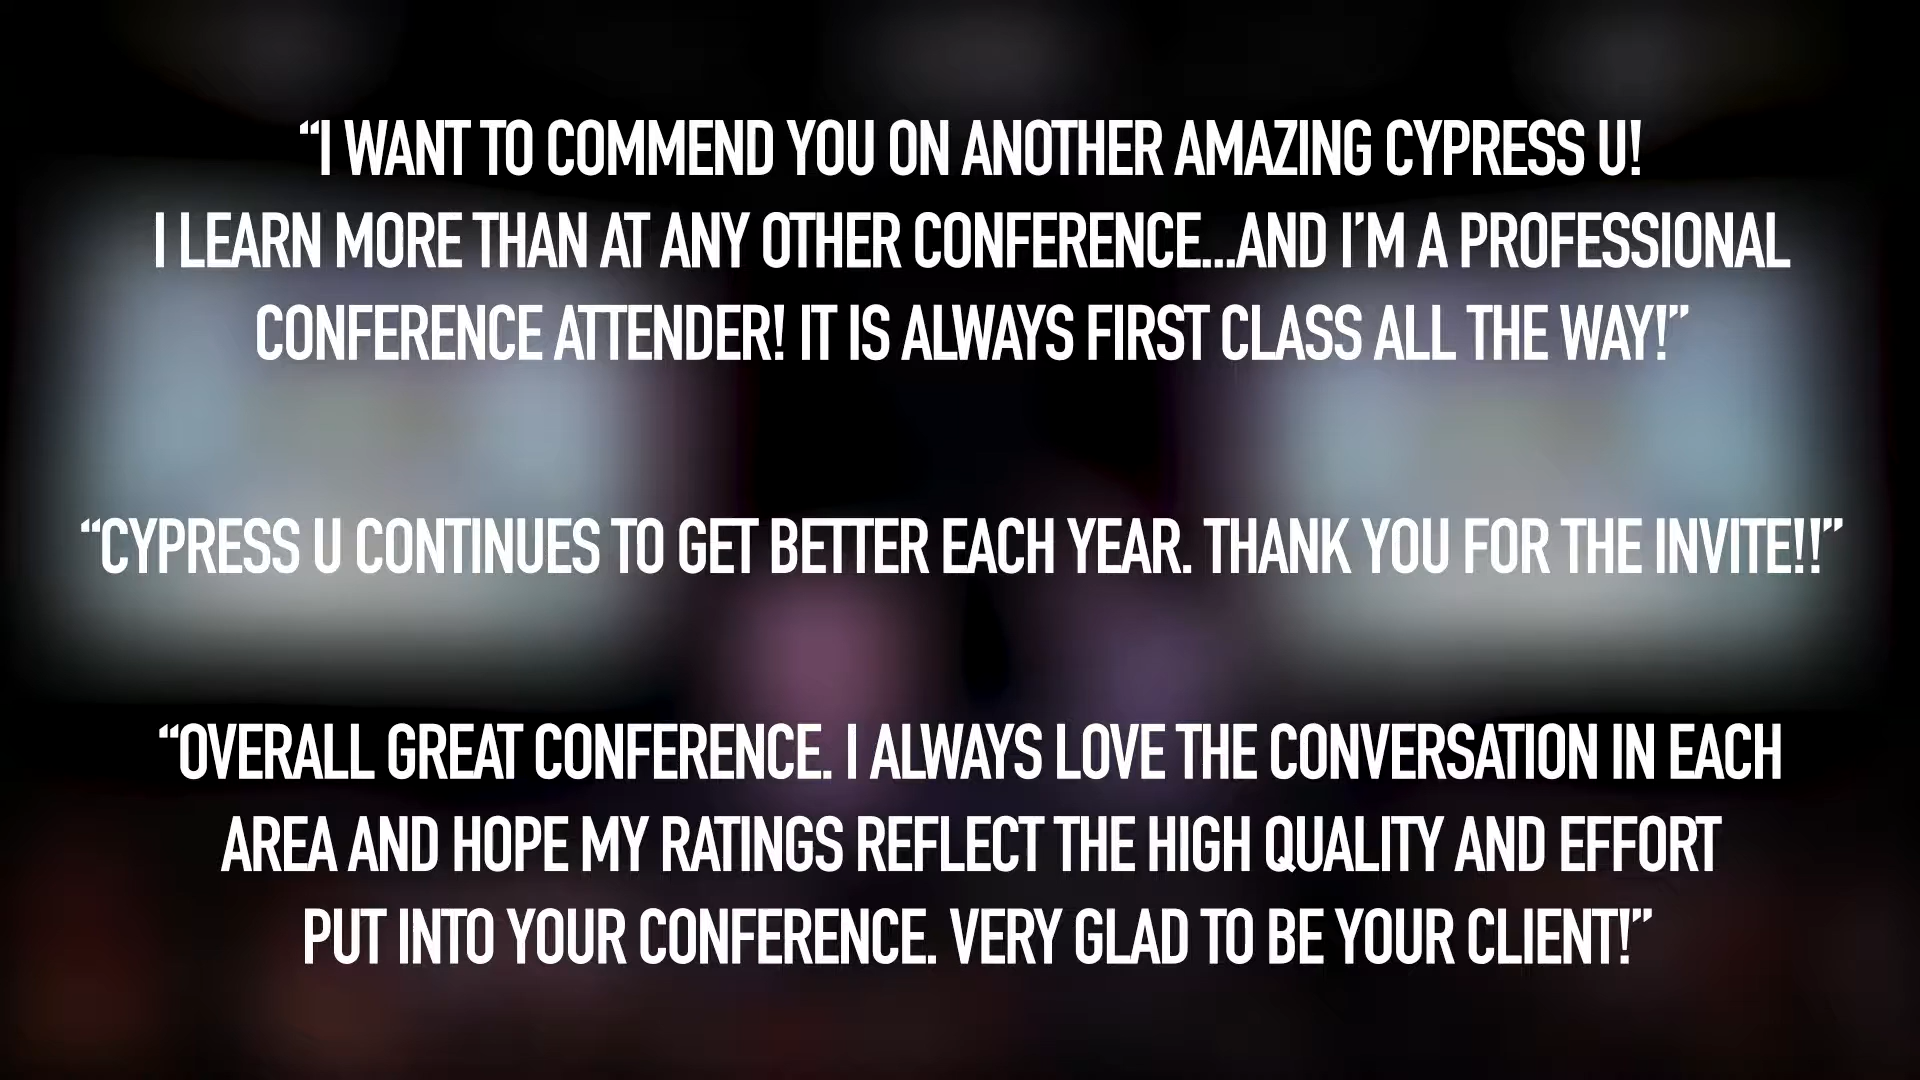 “I WANT TO COMMEND YOU ON ANOTHER AMAZING CYPRESS U!
I LEARN MORE THAN AT ANY OTHER CONFERENCE...AND I’M A PROFESSIONAL
CONFERENCE ATTENDER! IT IS ALWAYS FIRST CLASS ALL THE WAY!”
“CYPRESS U CONTINUES TO GET BETTER EACH YEAR. THANK YOU FOR THE INVITE!!”
“OVERALL GREAT CONFERENCE. I ALWAYS LOVE THE CONVERSATION IN EACH
AREA AND HOPE MY RATINGS REFLECT THE HIGH QUALITY AND EFFORT
PUT INTO YOUR CONFERENCE. VERY GLAD TO BE YOUR CLIENT!”